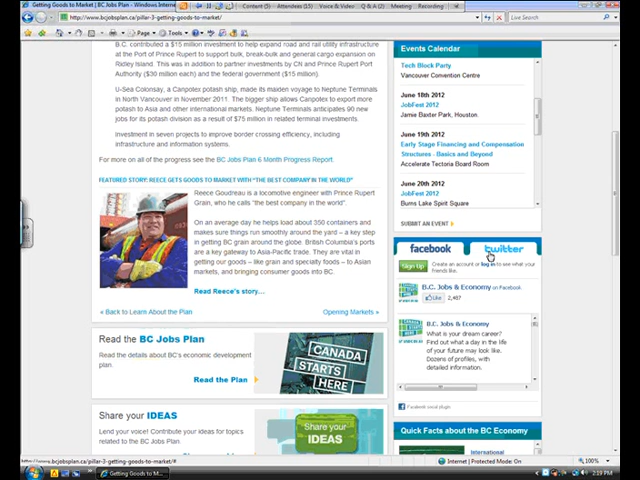 Getting Goods to Market | BC Jobs Plan - Windows Internet
Content (5)
Attendees (15)
Voice & Video
Q & A (2)
Meeting
Recording
http://www.bcjobsplan.ca/pillar-3-getting-goods-to-market/
Page
Tools
B.C. contributed a $15 million investment to help expand road and rail utility infrastructure
at the Port of Prince Rupert to support bulk, break-bulk and general cargo expansion on
Ridley Island. This was in addition to partner investments by CN and Prince Rupert Port
Authority ($30 million each) and the federal government ($15 million).
U-Sea Colonsay, a Canpotex potash ship, made its maiden voyage to Neptune Terminals
in North Vancouver in November 2011. The bigger ship allows Canpotex to export more
potash to Asia and other international markets. Neptune Terminals anticipates 90 new
jobs for its potash division as a result of $75 million in related terminal investments.
Investment in seven projects to improve border crossing efficiency, including
infrastructure and information systems.
For more on all of the progress see the BC Jobs Plan 6 Month Progress Report.
FEATURED STORY: REECE GETS GOODS TO MARKET WITH "THE BEST COMPANY IN THE WORLD"
Reece Goudreau is a locomotive engineer with Prince Rupert
Grain, who he calls "the best company in the world".
On an average day he helps load about 350 containers and
makes sure things run smoothly around the yard – a key step
in getting BC grain around the globe. British Columbia's ports
are a key gateway to Asia-Pacific trade. They are vital in
getting our goods – like grain and specialty foods – to Asian
markets, and bringing consumer goods into BC.
Read Reece's story...
« Back to Learn About the Plan
Opening Markets »
Read the BC Jobs Plan
Read the details about BC's economic development
plan.
Read the Plan
CANADA
STARTS
HERE
Share your IDEAS
Lend your voice! Contribute your ideas for topics
related to the BC Jobs Plan.
Share your
IDEAS
Events Calendar
Tech Block Party
Vancouver Convention Centre
June 18th 2012
JobFest 2012
Jamie Baxter Park, Houston.
June 19th 2012
Early Stage Financing and Compensation
Structures - Basics and Beyond
Accelerate Tectoria Board Room
June 20th 2012
JobFest 2012
Burns Lake Spirit Square
SUBMIT AN EVENT
facebook
twitter
Sign Up
Create an account or log in to see what your
friends like.
B.C. Jobs & Economy on Facebook
Like
B.C. Jobs & Economy
What is your dream career?
Find out what a day in the life
of your future may look like.
Dozens of profiles, with
detailed information.
Facebook social plugin
Quick Facts about the BC Economy
International
http://www.bcjobsplan.ca/pillar-3-getting-goods-to-market/#
Internet | Protected Mode: On
100%
Getting Goods to M...
2:19 PM